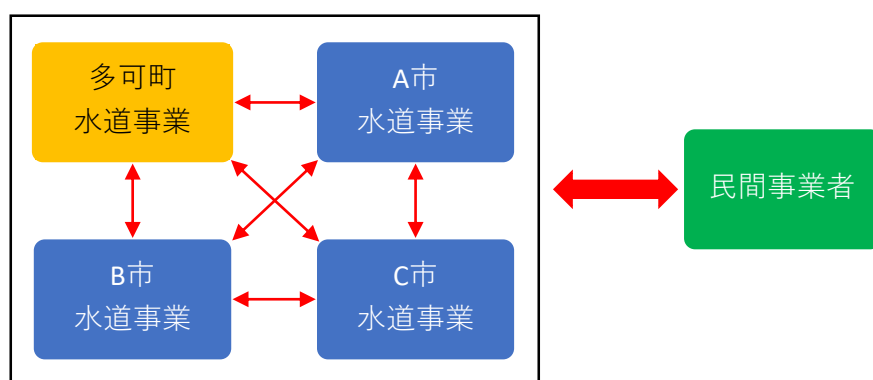 多可町
水道事業
A市
水道事業
民間事業者
B市
水道事業
C市
水道事業